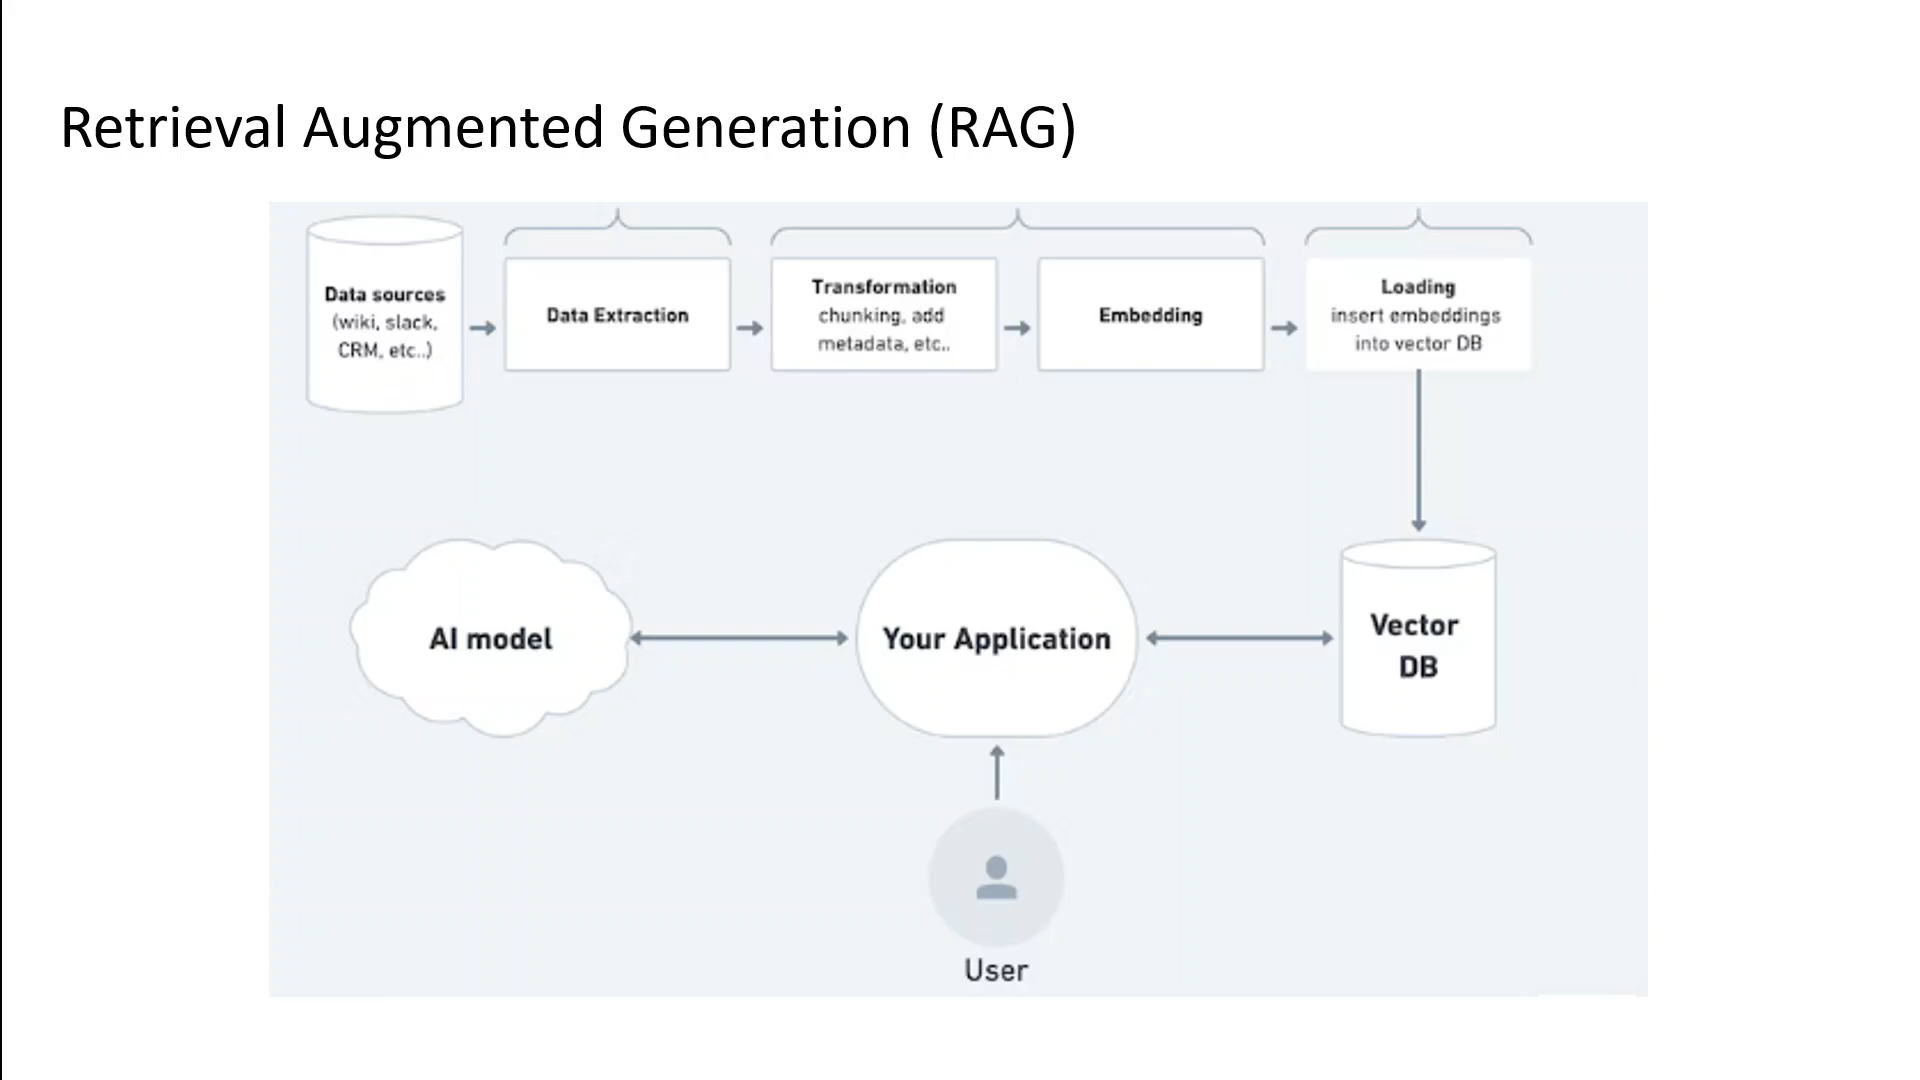 Retrieval Augmented Generation (RAG)
Data sources
(wiki, slack,
CRM, etc..)
Data Extraction
Transformation
chunking, add
metadata, etc..
Embedding
Loading
insert embeddings
into vector DB
AI model
Your Application
Vector
DB
User